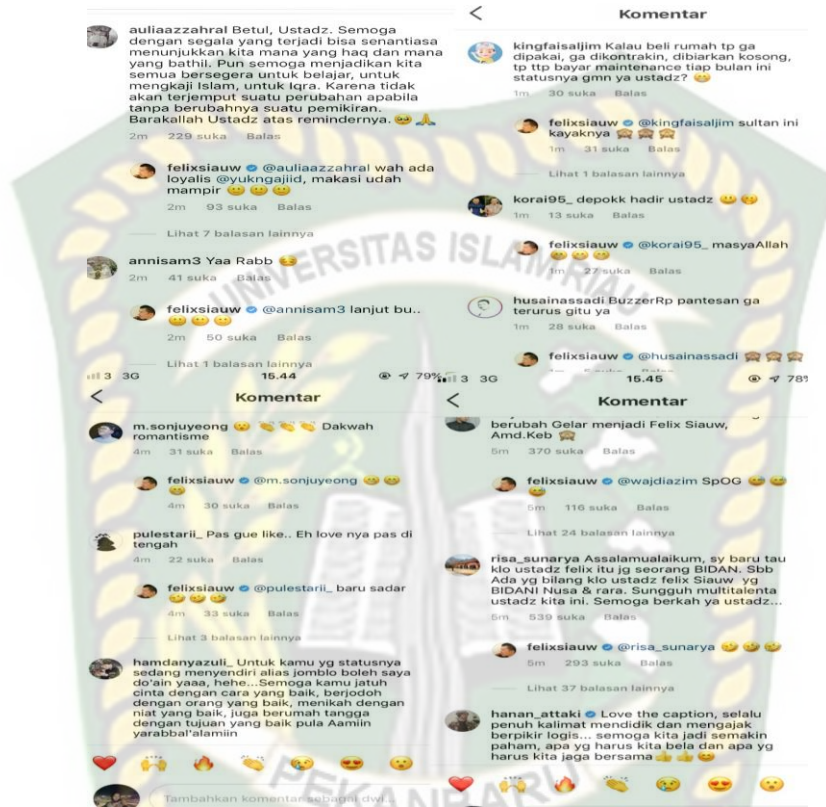 auliaazzahral Betul, Ustadz. Semoga
dengan segala yang terjadi bisa senantiasa
menunjukkan kita mana yang haq dan mana
yang bathil. Pun semoga menjadikan kita
semua bersegera untuk belajar, untuk
mengkaji Islam, untuk Iqra. Karena tidak
akan terjemput suatu perubahan apabila
tanpa berubahnya suatu pemikiran.
Barakallah Ustadz atas remindernya. 🥹🙏
2m 229 suka Balas
felixsiauw @auliaazzahral wah ada
loyalis @yukngajiid, makasi udah
mampir 😁😁😁
2m 93 suka Balas
Lihat 7 balasan lainnya
annisam3 Yaa Rabb 😔
2m 41 suka Balas
felixsiauw @annisam3 lanjut bu..
😁😁😁
2m 50 suka Balas
Lihat 1 balasan lainnya
Komentar
kingfaisaljim Kalau beli rumah tp ga
dipakai, ga dikontrakin, dibiarkan kosong,
tp ttp bayar maintenance tiap bulan ini
statusnya gmn ya ustadz? 😁
1m 30 suka Balas
felixsiauw @kingfaisaljim sultan ini
kayaknya 🙈🙈🙈
1m 31 suka Balas
Lihat 1 balasan lainnya
korai95_ depokk hadir ustadz 😁😁
1m 13 suka Balas
felixsiauw @korai95_ masyaAllah
😁😁😁
1m 27 suka Balas
husainassadi BuzzerRp pantesan ga
terurus gitu ya
1m 28 suka Balas
felixsiauw @husainassadi 🙈🙈🙈
3 3G 15.44 79%
Komentar
m.sonjuyeong 😮👏👏👏 Dakwah
romantisme
4m 31 suka Balas
felixsiauw @m.sonjuyeong 😁😁
😁
4m 30 suka Balas
pulestarii_ Pas gue like.. Eh love nya pas di
tengah
4m 22 suka Balas
felixsiauw @pulestarii_ baru sadar
🤣🤣🤣
4m 33 suka Balas
Lihat 3 balasan lainnya
hamdanyazuli_ Untuk kamu yg statusnya
sedang menyendiri alias jomblo boleh saya
do'ain yaaa, hehe...Semoga kamu jatuh
cinta dengan cara yang baik, berjodoh
dengan orang yang baik, menikah dengan
niat yang baik, juga berumah tangga
dengan tujuan yang baik pula Aamiin
yarabbal'alamiin
❤️🙌🔥👏😢😍😮
Tambahkan komentar sebagai dwi...
3 3G 15.45 78%
Komentar
berubah Gelar menjadi Felix Siauw,
Amd.Keb 🙈
5m 370 suka Balas
felixsiauw @wajdiazim SpOG 😅😅
😅
5m 116 suka Balas
Lihat 24 balasan lainnya
risa_sunarya Assalamualaikum, sy baru tau
klo ustadz felix itu jg seorang BIDAN. Sbb
Ada yg bilang klo ustadz felix Siauw yg
BIDANI Nusa & rara. Sungguh multitalenta
ustadz kita ini. Semoga berkah ya ustadz...
5m 539 suka Balas
felixsiauw @risa_sunarya 🤣🤣🤣
5m 293 suka Balas
Lihat 37 balasan lainnya
hanan_attaki Love the caption, selalu
penuh kalimat mendidik dan mengajak
berpikir logis... semoga kita jadi semakin
paham, apa yg harus kita bela dan apa yg
harus kita jaga bersama 👍👍😊
❤️🙌🔥👏😢😍😮
UNIVERSITAS ISLAM RIAU
PEKANBARU